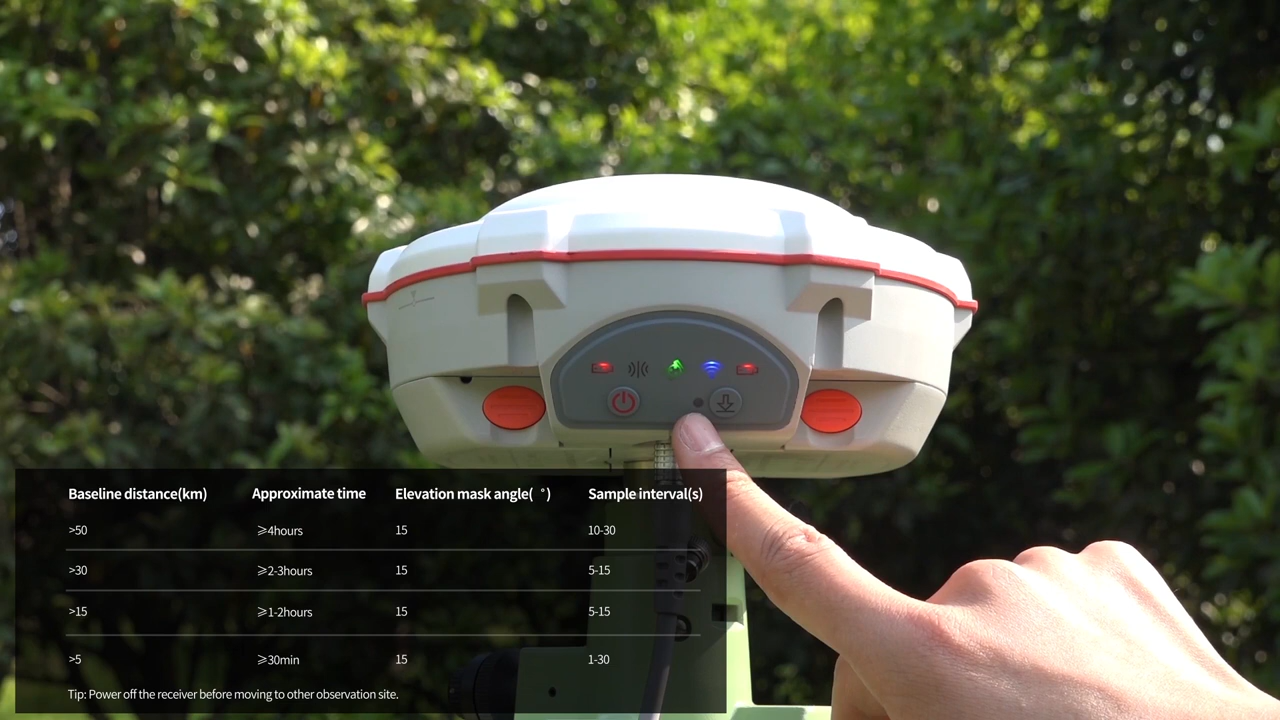 Baseline distance(km) Approximate time Elevation mask angle( °) Sample interval(s)
>50 ⩾4hours 15 10-30
>30 ⩾2-3hours 15 5-15
>15 ⩾1-2hours 15 5-15
>5 ⩾30min 15 1-30
Tip: Power off the receiver before moving to other observation site.